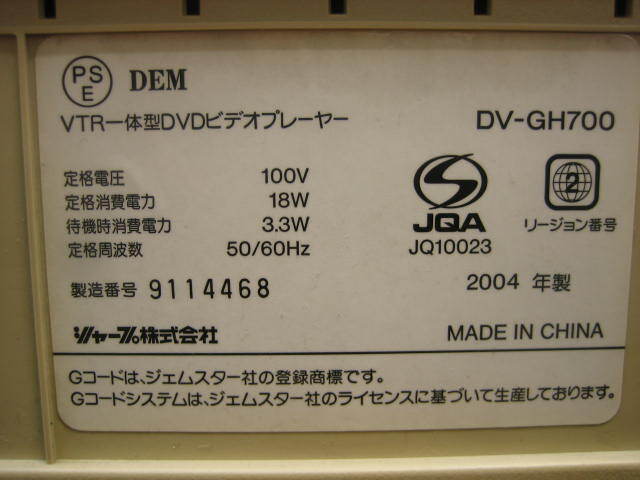 PS E DEM
VTR一体型DVDビデオプレーヤー DV-GH700
定格電圧 100V
定格消費電力 18W
待機時消費電力 3.3W
定格周波数 50/60Hz
JQA
JQ10023
2
リージョン番号
製造番号 9114468
2004 年製
シャープ株式会社
MADE IN CHINA
Gコードは、ジェムスター社の登録商標です。
Gコードシステムは、ジェムスター社のライセンスに基づいて生産しております。